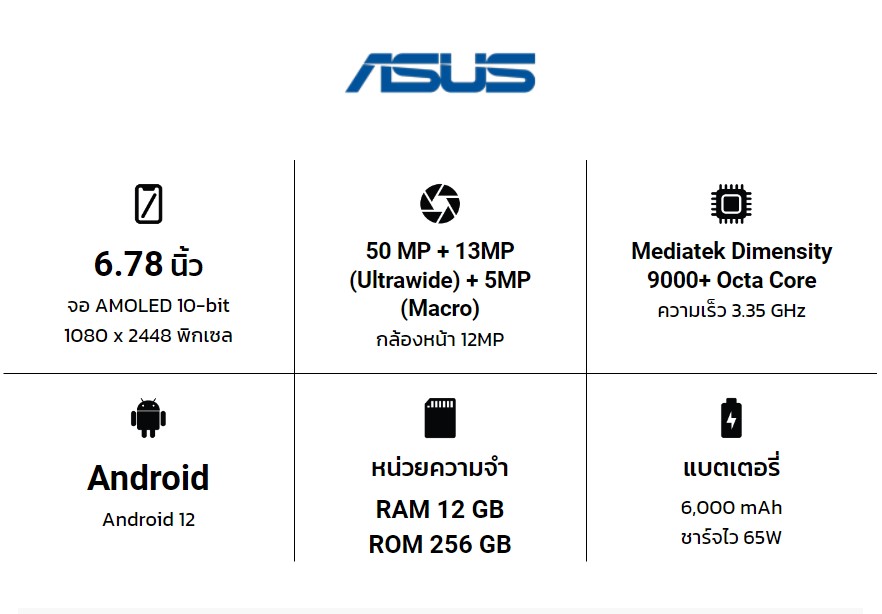 ASUS
6.78 นิ้ว
จอ AMOLED 10-bit
1080 x 2448 พิกเซล
50 MP + 13MP
(Ultrawide) + 5MP
(Macro)
กล้องหน้า 12MP
Mediatek Dimensity
9000+ Octa Core
ความเร็ว 3.35 GHz
Android
Android 12
หน่วยความจำ
RAM 12 GB
ROM 256 GB
แบตเตอรี่
6,000 mAh
ชาร์จไว 65W